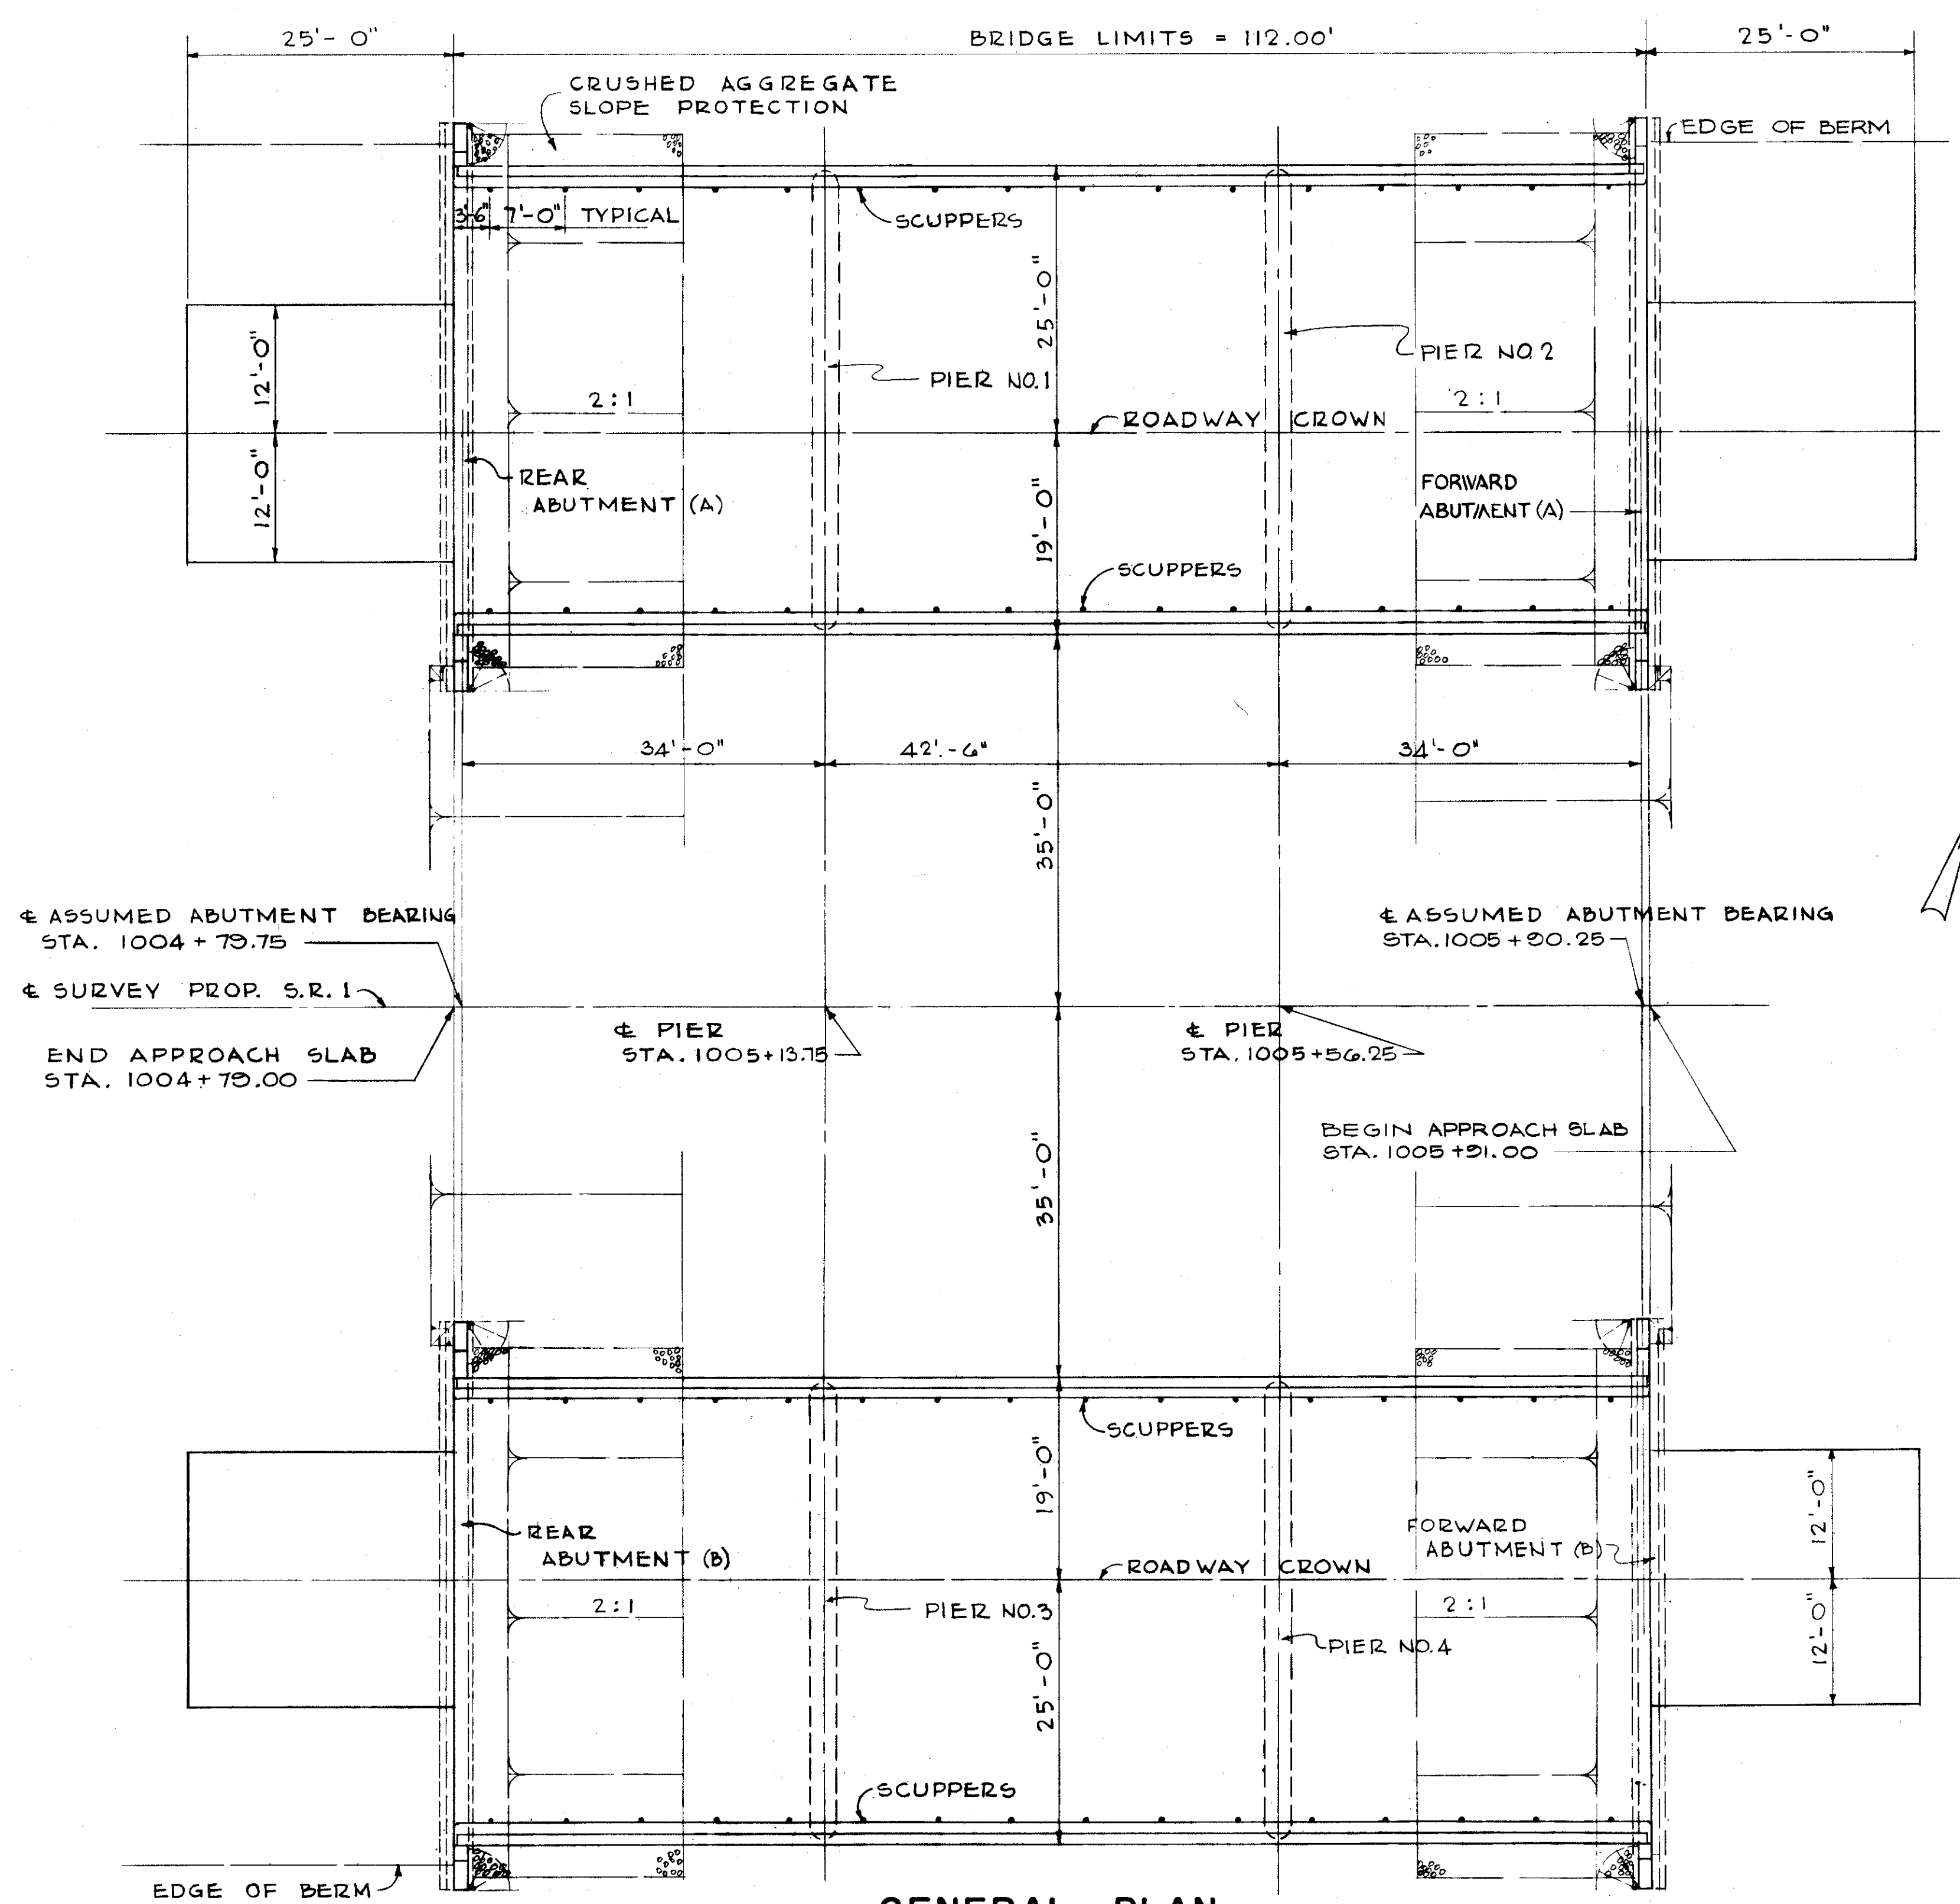 25'-0"
BRIDGE LIMITS = 112.00'
25'-0"
CRUSHED AGGREGATE
SLOPE PROTECTION
EDGE OF BERM
3'-6"
7'-0" TYPICAL
SCUPPERS
25'-0"
12'-0"
PIER NO.2
PIER NO.1
2:1
2:1
ROADWAY CROWN
12'-0"
REAR
ABUTMENT (A)
19'-0"
FORWARD
ABUTMENT (A)
SCUPPERS
34'-0"
42'-6"
34'-0"
35'-0"
℄ ASSUMED ABUTMENT BEARING
STA. 1004+79.75
℄ ASSUMED ABUTMENT BEARING
STA. 1005+90.25
℄ SURVEY PROP. S.R. 1
℄ PIER
STA. 1005+13.75
℄ PIER
STA. 1005+56.25
END APPROACH SLAB
STA. 1004+79.00
BEGIN APPROACH SLAB
STA. 1005+91.00
35'-0"
SCUPPERS
19'-0"
12'-0"
REAR
ABUTMENT (B)
FORWARD
ABUTMENT (B)
ROADWAY CROWN
2:1
PIER NO.3
2:1
12'-0"
PIER NO.4
25'-0"
SCUPPERS
EDGE OF BERM
GENERAL PLAN